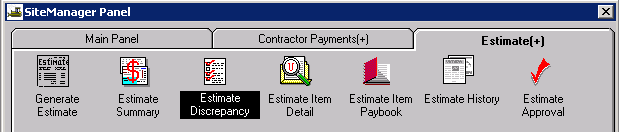 SiteManager Panel
Main Panel
Contractor Payments(+)
Estimate(+)
Estimate
U
Generate
Estimate
Estimate
Summary
Estimate
Discrepancy
Estimate Item
Detail
Estimate Item
Paybook
Estimate History
Estimate
Approval